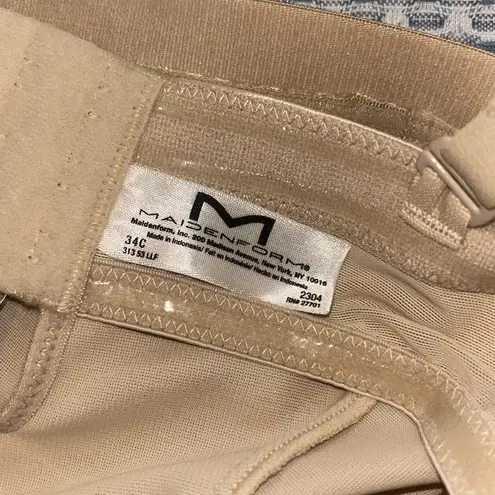 M
MAIDENFORM®
Maidenform, Inc. 200 Madison Avenue, New York, NY 10016
Made in Indonesia/ Fait en Indonesie/ Hecho en Indonesia
34C
313 53 LLF
2304
RN# 27701